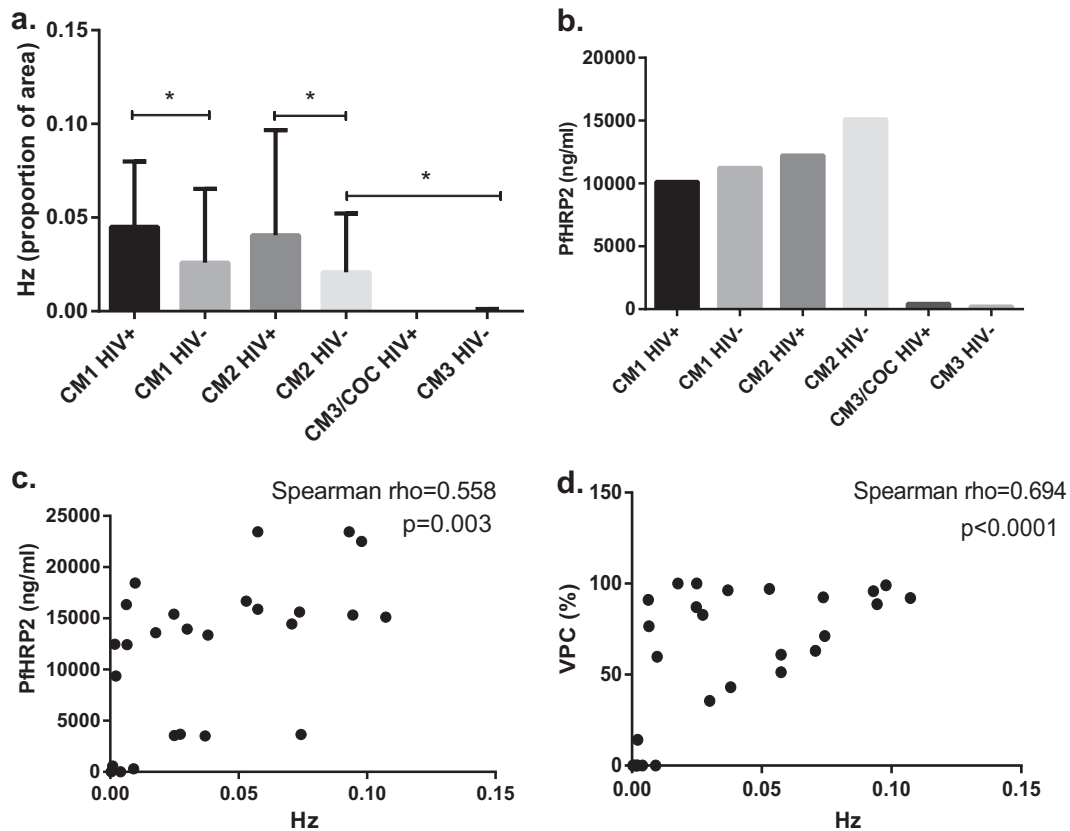 a.
Hz (proportion of area)
0.15
0.10
0.05
0.00
*
*
*
CM1 HIV+
CM1 HIV-
CM2 HIV+
CM2 HIV-
CM3/COC HIV+
CM3 HIV-
b.
PfHRP2 (ng/ml)
20000
15000
10000
5000
0
CM1 HIV+
CM1 HIV-
CM2 HIV+
CM2 HIV-
CM3/COC HIV+
CM3 HIV-
c.
Spearman rho=0.558
p=0.003
PfHRP2 (ng/ml)
25000
20000
15000
10000
5000
0
0.00 0.05 0.10 0.15
Hz
d.
Spearman rho=0.694
p<0.0001
VPC (%)
150
100
50
0
0.00 0.05 0.10 0.15
Hz